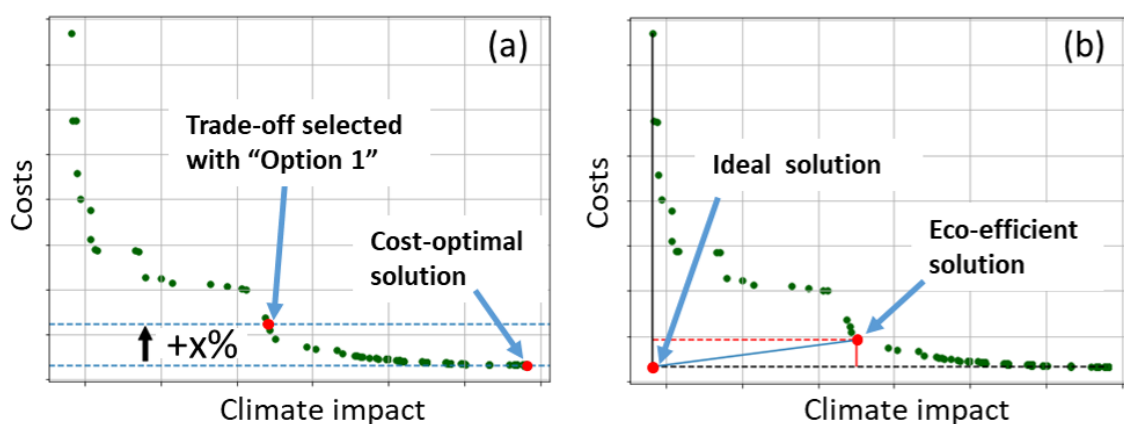 (a)
Trade-off selected
with “Option 1”
Cost-optimal
solution
+x%
Costs
Climate impact
(b)
Ideal solution
Eco-efficient
solution
Costs
Climate impact